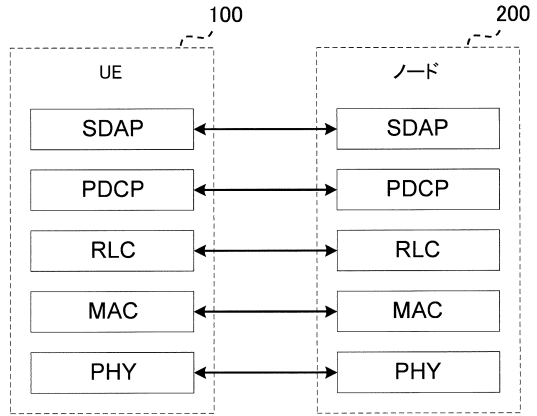 100 200
UE ノード
SDAP SDAP
PDCP PDCP
RLC RLC
MAC MAC
PHY PHY